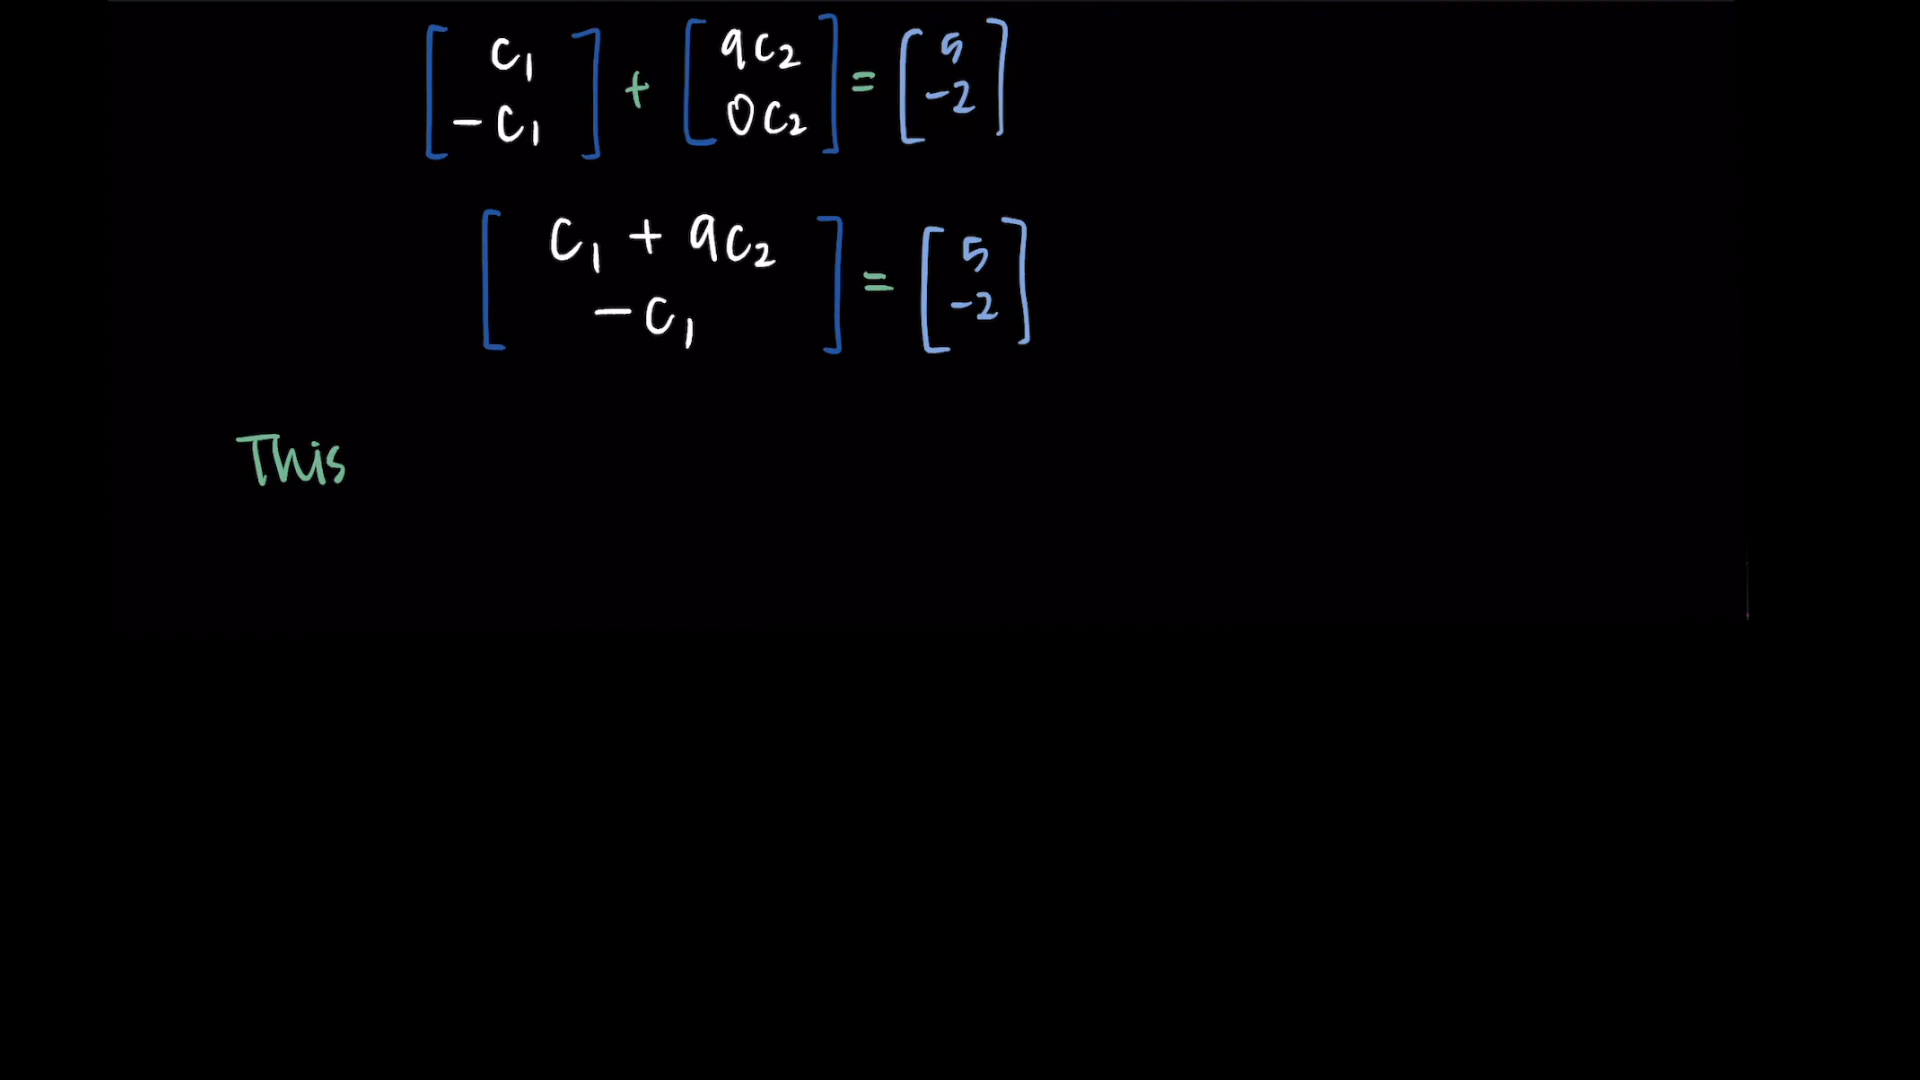 [ c₁ -c₁ ] + [ 9c₂ 0c₂ ] = [ 5 -2 ]
[ c₁ + 9c₂ -c₁ ] = [ 5 -2 ]
This